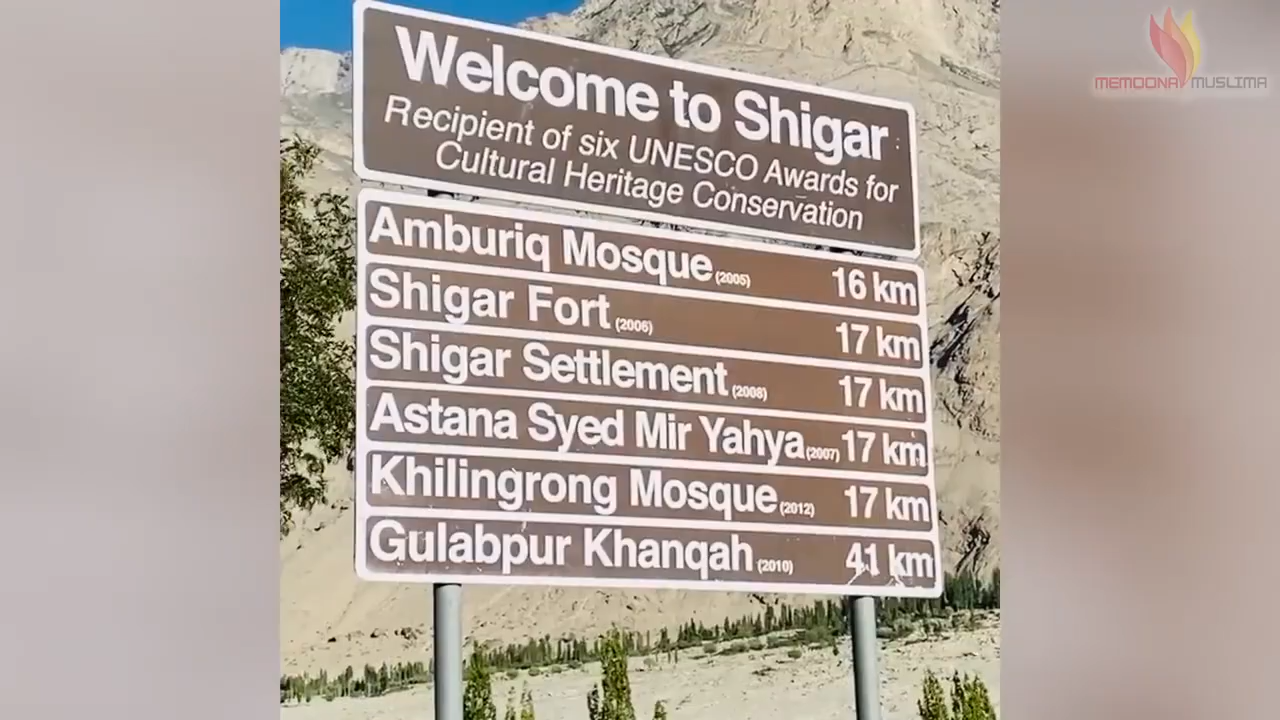 Welcome to Shigar
Recipient of six UNESCO Awards for
Cultural Heritage Conservation
Amburiq Mosque (2005) 16 km
Shigar Fort (2006) 17 km
Shigar Settlement (2008) 17 km
Astana Syed Mir Yahya (2007) 17 km
Khilingrong Mosque (2012) 17 km
Gulabpur Khanqah (2010) 41 km
MEMOONA MUSLIMA